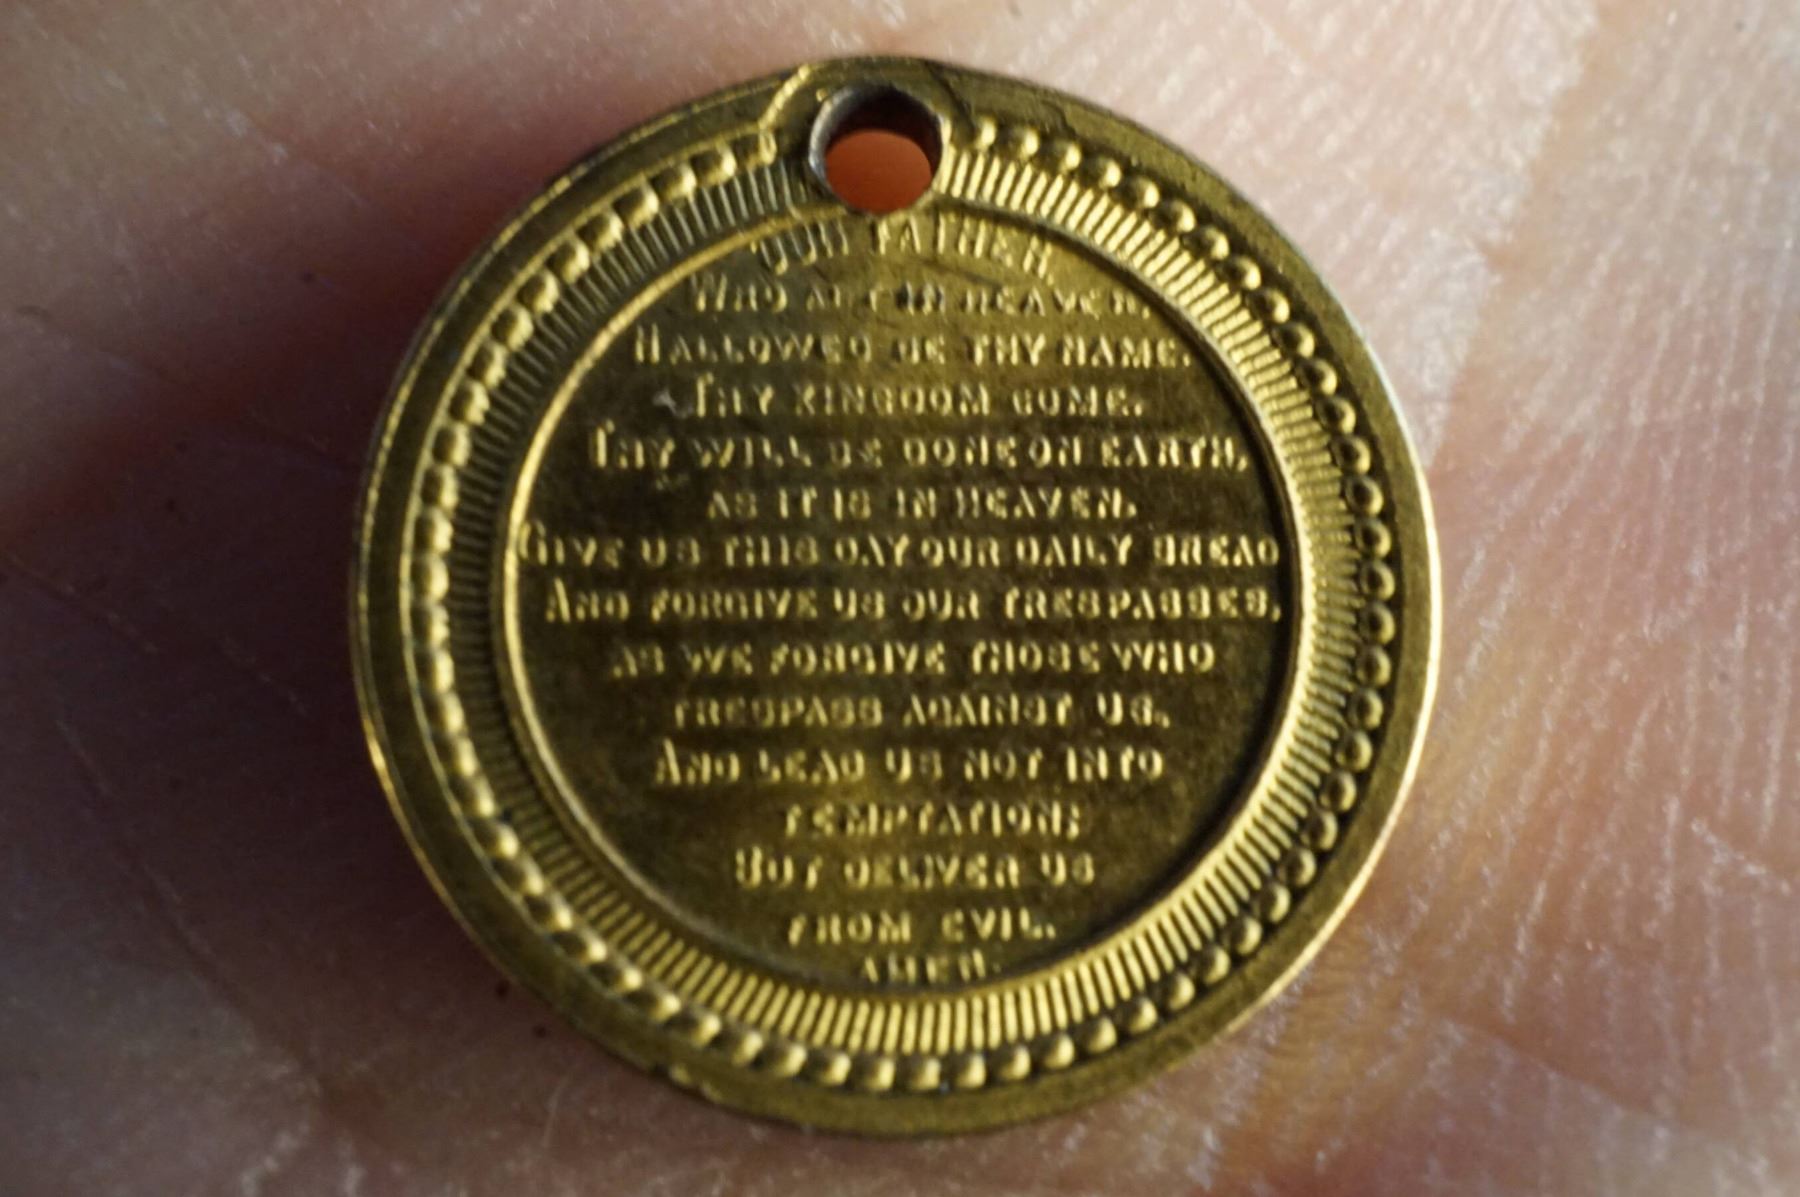 OUR FATHER,
WHO ART IN HEAVEN,
HALLOWED BE THY NAME.
THY KINGDOM COME.
THY WILL BE DONE ON EARTH,
AS IT IS IN HEAVEN.
GIVE US THIS DAY OUR DAILY BREAD
AND FORGIVE US OUR TRESPASSES,
AS WE FORGIVE THOSE WHO
TRESPASS AGAINST US.
AND LEAD US NOT INTO
TEMPTATION;
BUT DELIVER US
FROM EVIL.
AMEN.